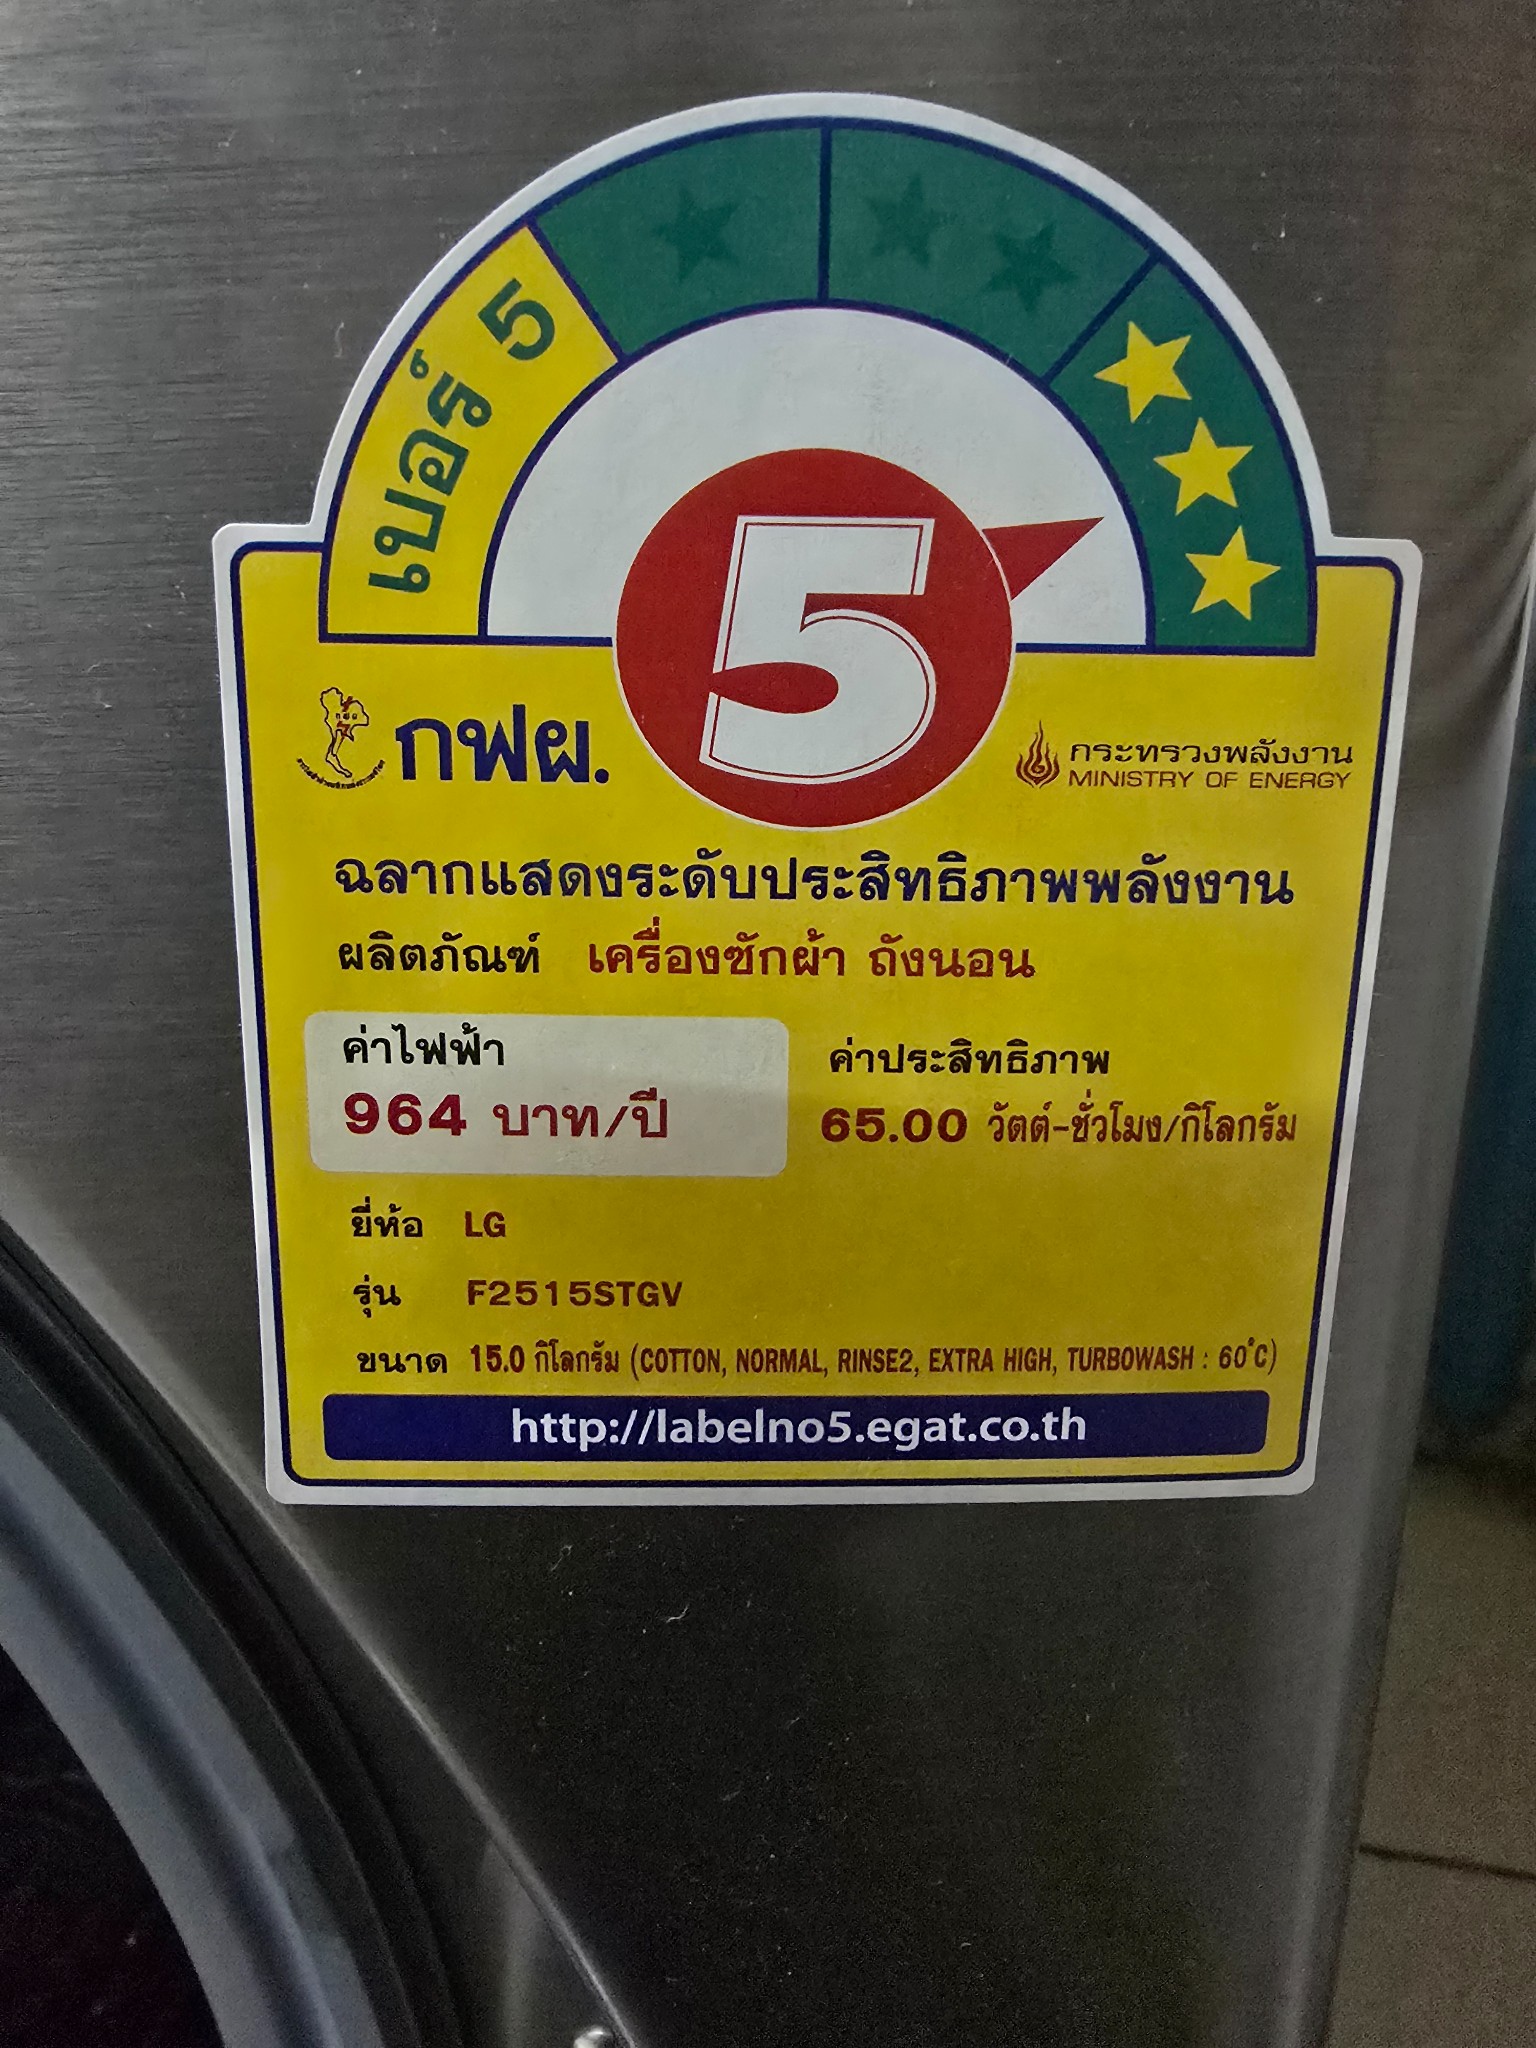 เบอร์ 5
5
กฟผ.
กระทรวงพลังงาน
MINISTRY OF ENERGY
ฉลากแสดงระดับประสิทธิภาพพลังงาน
ผลิตภัณฑ์ เครื่องซักผ้า ถังนอน
ค่าไฟฟ้า
964 บาท/ปี
ค่าประสิทธิภาพ
65.00 วัตต์-ชั่วโมง/กิโลกรัม
ยี่ห้อ LG
รุ่น F2515STGV
ขนาด 15.0 กิโลกรัม (COTTON, NORMAL, RINSE2, EXTRA HIGH, TURBOWASH : 60°C)
http://labelno5.egat.co.th